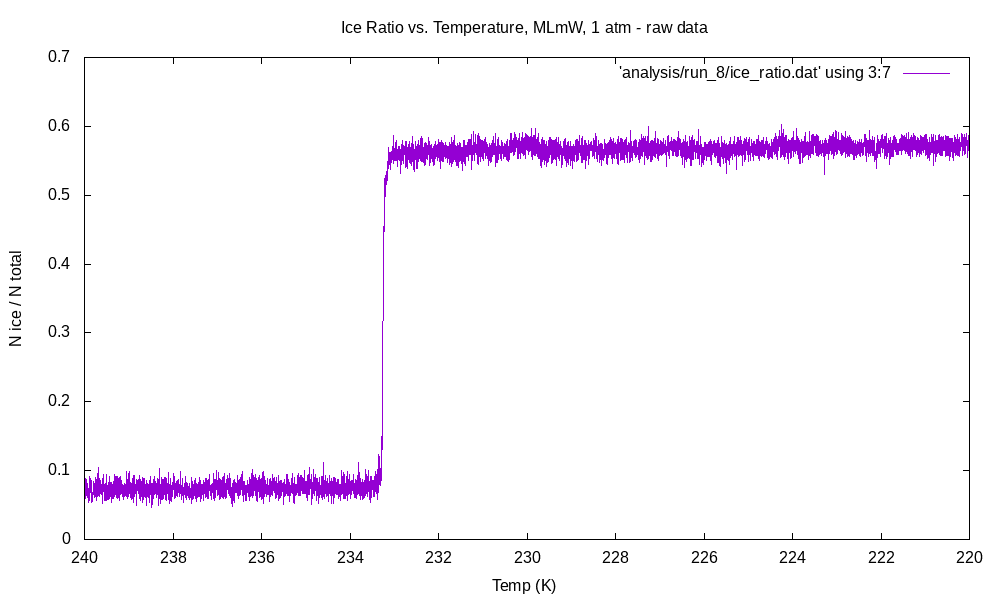 Ice Ratio vs. Temperature, MLmW, 1 atm - raw data
'analysis/run_8/ice_ratio.dat' using 3:7
0.7
0.6
0.5
0.4
0.3
0.2
0.1
0
N ice / N total
240 238 236 234 232 230 228 226 224 222 220
Temp (K)